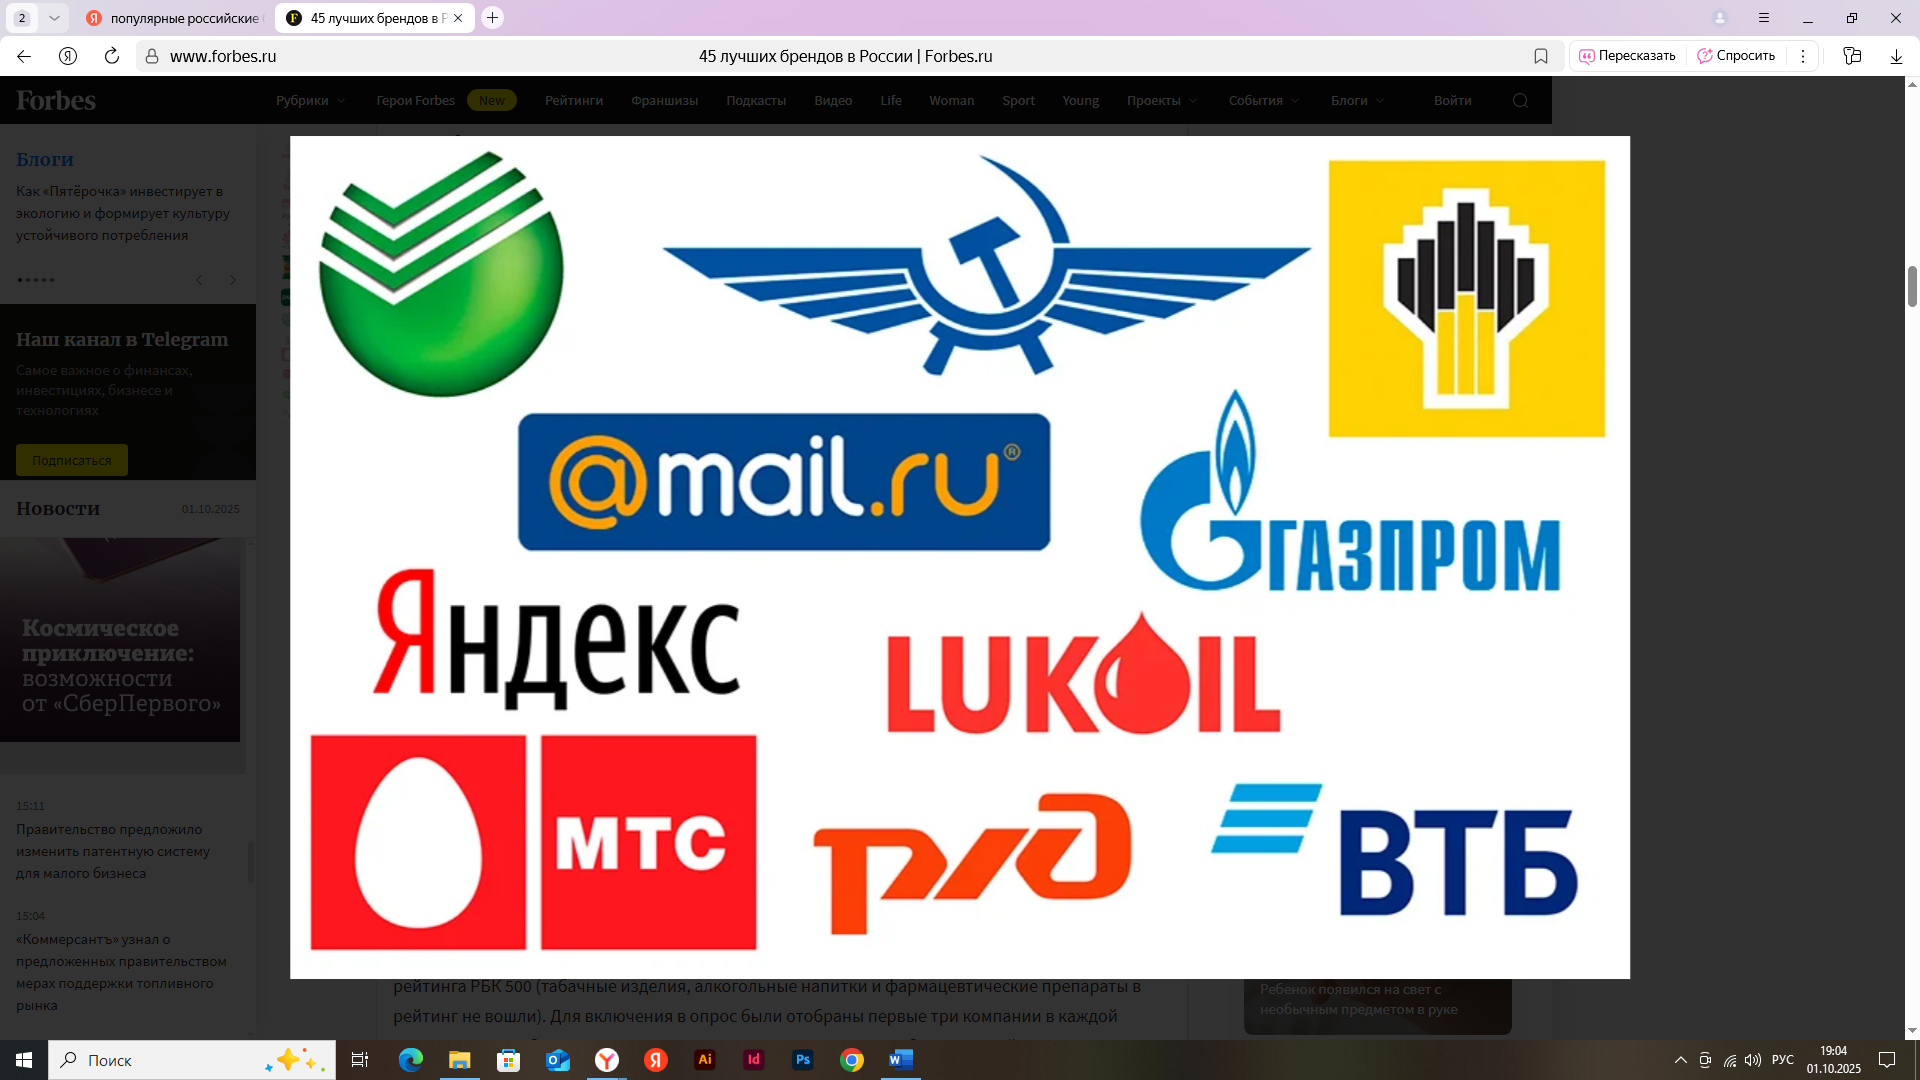 2
популярные российские
45 лучших брендов в Р
www.forbes.ru
45 лучших брендов в России | Forbes.ru
Пересказать
Спросить
Forbes
Рубрики
Герои Forbes
New
Рейтинги
Франшизы
Подкасты
Видео
Life
Woman
Sport
Young
Проекты
События
Блоги
Войти
Блоги
Как «Пятёрочка» инвестирует в
экологию и формирует культуру
устойчивого потребления
Наш канал в Telegram
Самое важное о финансах,
инвестициях, бизнесе и
технологиях
Подписаться
Новости
01.10.2025
Космическое
приключение:
возможности
от «СберПервого»
15:11
Правительство предложило
изменить патентную систему
для малого бизнеса
15:04
«Коммерсантъ» узнал о
предложенных правительством
мерах поддержки топливного
рынка
@mail.ru®
ГАЗПРОМ
Яндекс
LUKOIL
МТС
РЖД
ВТБ
рейтинга РБК 500 (табачные изделия, алкогольные напитки и фармацевтические препараты в
рейтинг не вошли). Для включения в опрос были отобраны первые три компании в каждой
Ребенок появился на свет с
необычным предметом в руке
Поиск
РУС
19:04
01.10.2025